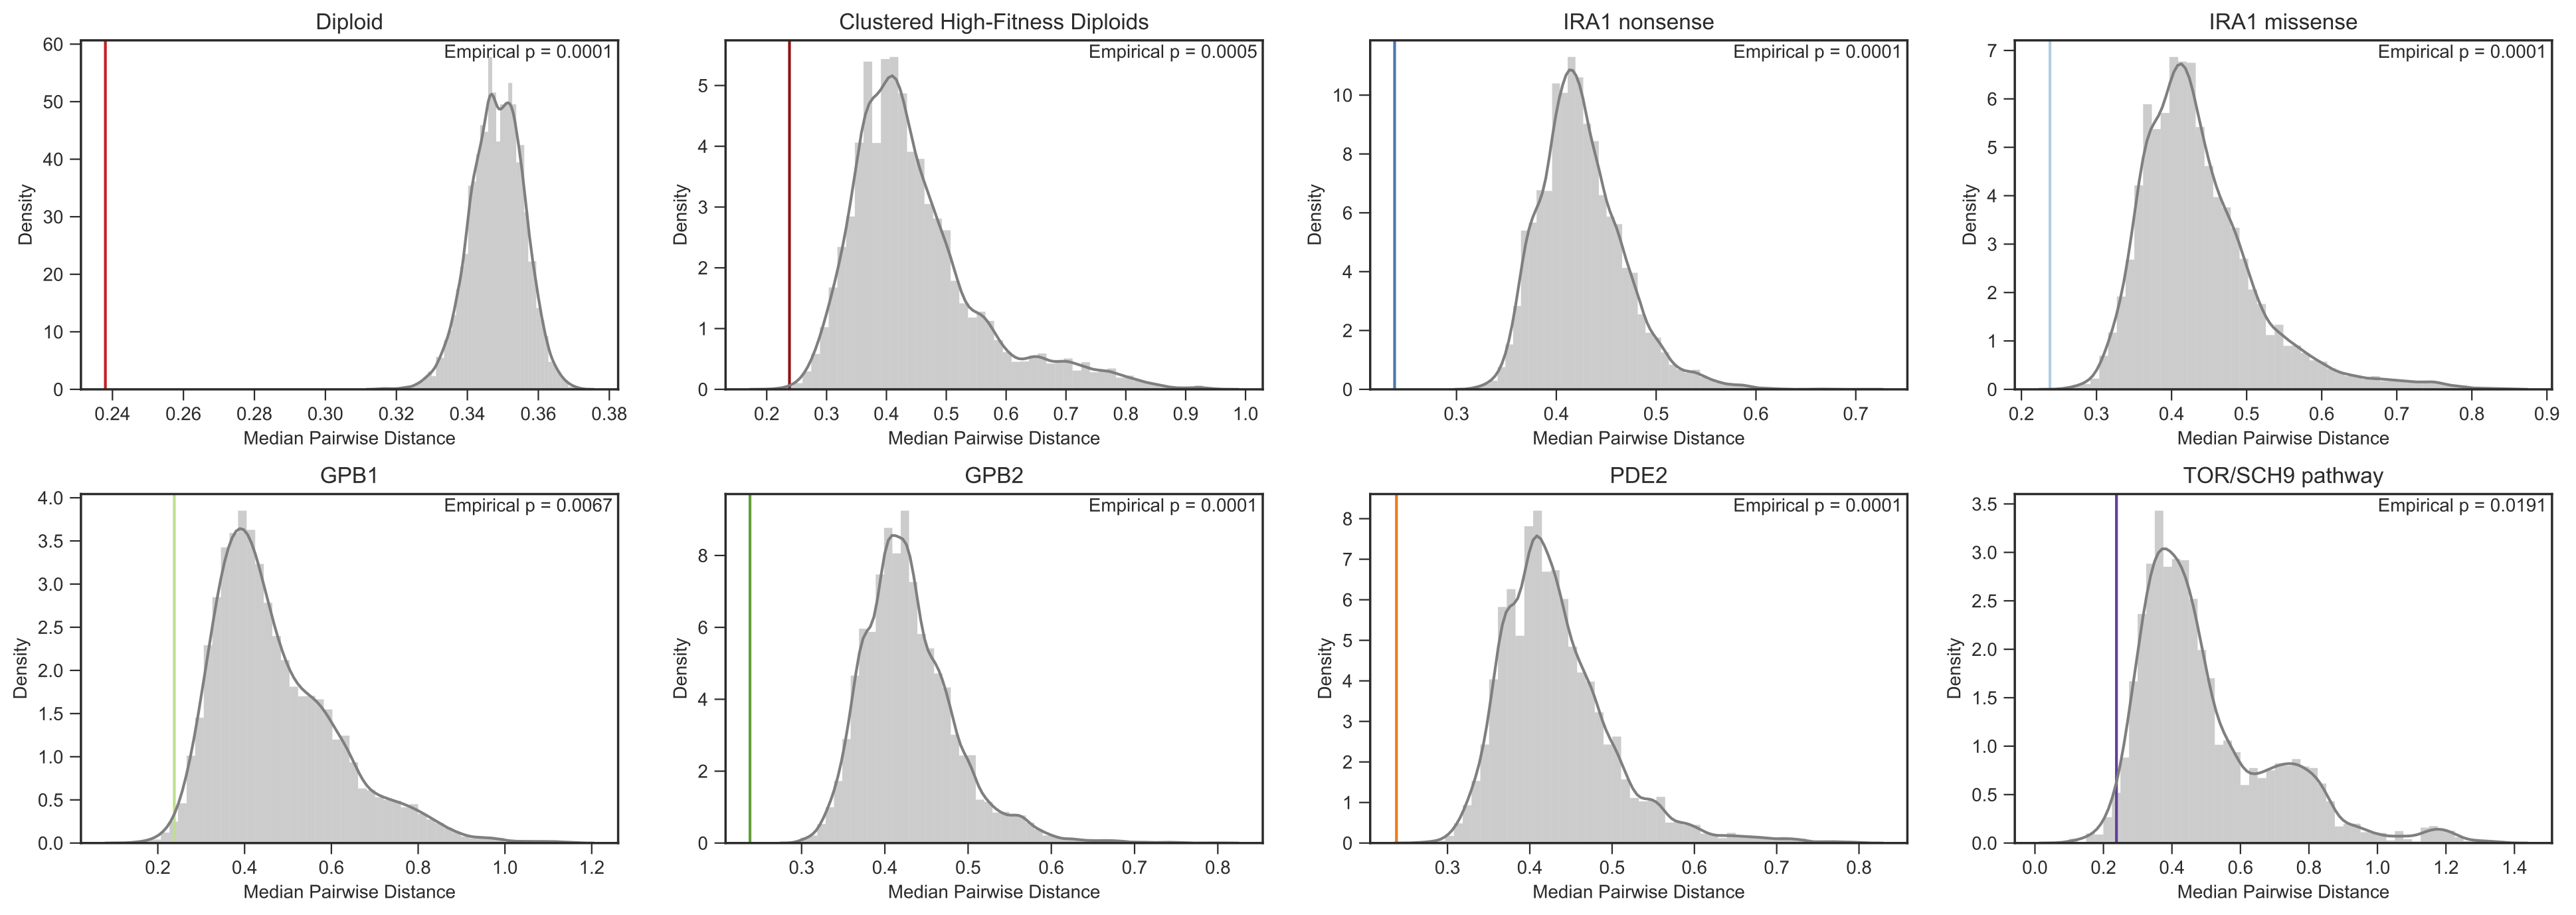 Diploid
Empirical p = 0.0001
Density
60
50
40
30
20
10
0
0.24 0.26 0.28 0.30 0.32 0.34 0.36 0.38
Median Pairwise Distance
Clustered High-Fitness Diploids
Empirical p = 0.0005
Density
5
4
3
2
1
0
0.2 0.3 0.4 0.5 0.6 0.7 0.8 0.9 1.0
Median Pairwise Distance
IRA1 nonsense
Empirical p = 0.0001
Density
10
8
6
4
2
0
0.3 0.4 0.5 0.6 0.7
Median Pairwise Distance
IRA1 missense
Empirical p = 0.0001
Density
7
6
5
4
3
2
1
0
0.2 0.3 0.4 0.5 0.6 0.7 0.8 0.9
Median Pairwise Distance
GPB1
Empirical p = 0.0067
Density
4.0
3.5
3.0
2.5
2.0
1.5
1.0
0.5
0.0
0.2 0.4 0.6 0.8 1.0 1.2
Median Pairwise Distance
GPB2
Empirical p = 0.0001
Density
8
6
4
2
0
0.3 0.4 0.5 0.6 0.7 0.8
Median Pairwise Distance
PDE2
Empirical p = 0.0001
Density
8
7
6
5
4
3
2
1
0
0.3 0.4 0.5 0.6 0.7 0.8
Median Pairwise Distance
TOR/SCH9 pathway
Empirical p = 0.0191
Density
3.5
3.0
2.5
2.0
1.5
1.0
0.5
0.0
0.0 0.2 0.4 0.6 0.8 1.0 1.2 1.4
Median Pairwise Distance